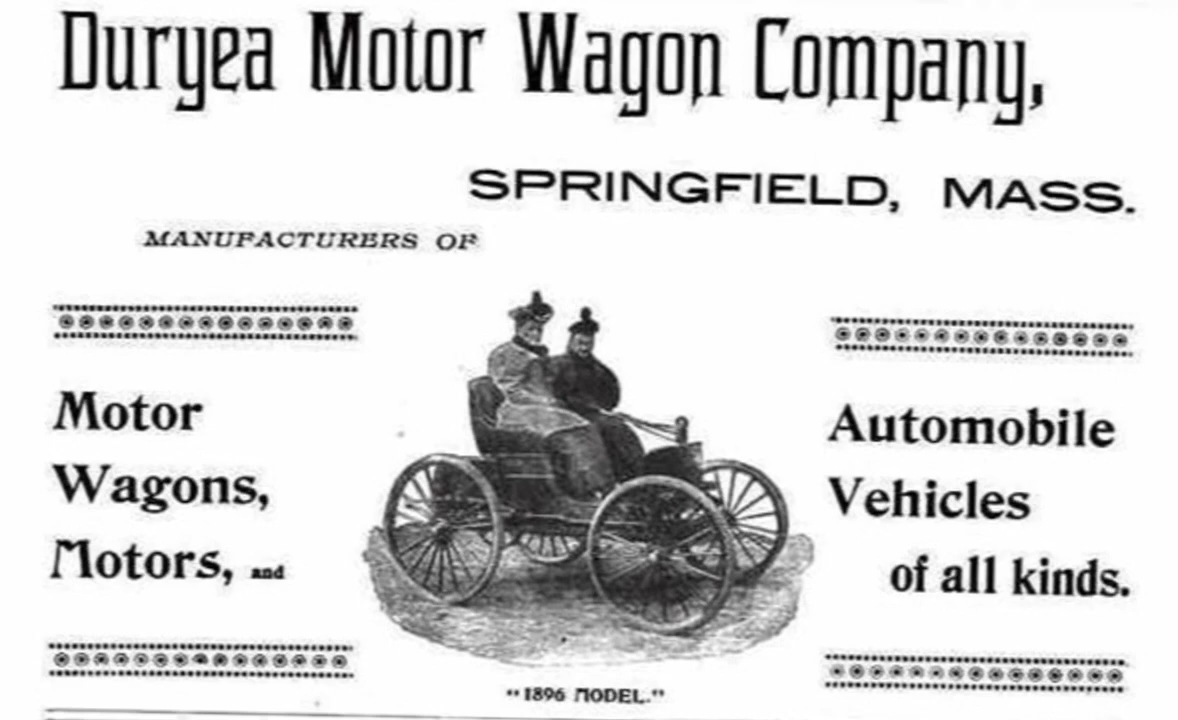 Duryea Motor Wagon Company,
SPRINGFIELD, MASS.
MANUFACTURERS OF
Motor
Wagons,
Motors, and
Automobile
Vehicles
of all kinds.
"1896 MODEL."